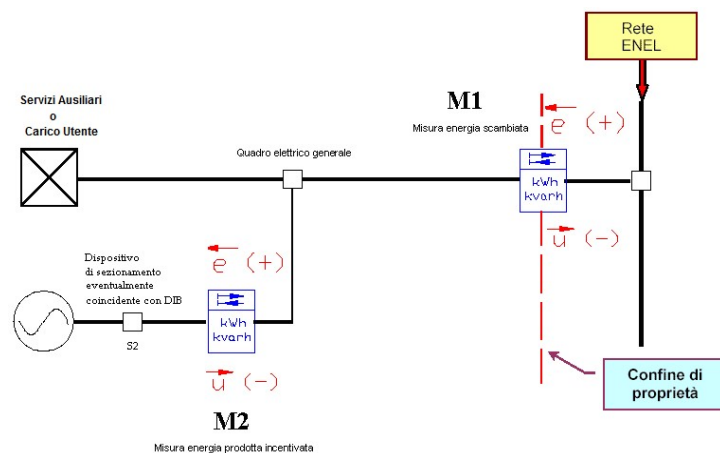 Rete
ENEL
Servizi Ausiliari
o
Carico Utente
M1
Misura energia scambiata
e (+)
Quadro elettrico generale
kWh
kvarh
u (-)
Dispositivo
di sezionamento
eventualmente
coincidente con DIB
e (+)
kWh
kvarh
S2
u (-)
Confine di
proprietà
M2
Misura energia prodotta incentivata